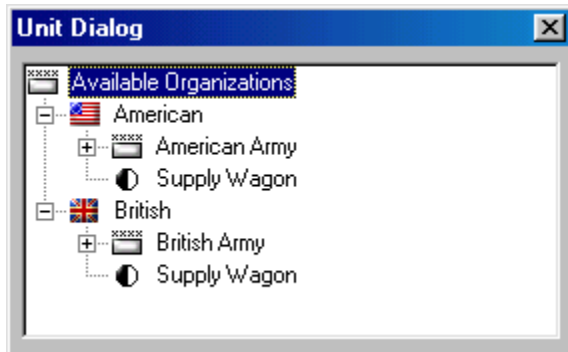 Unit Dialog
Available Organizations
American
American Army
Supply Wagon
British
British Army
Supply Wagon